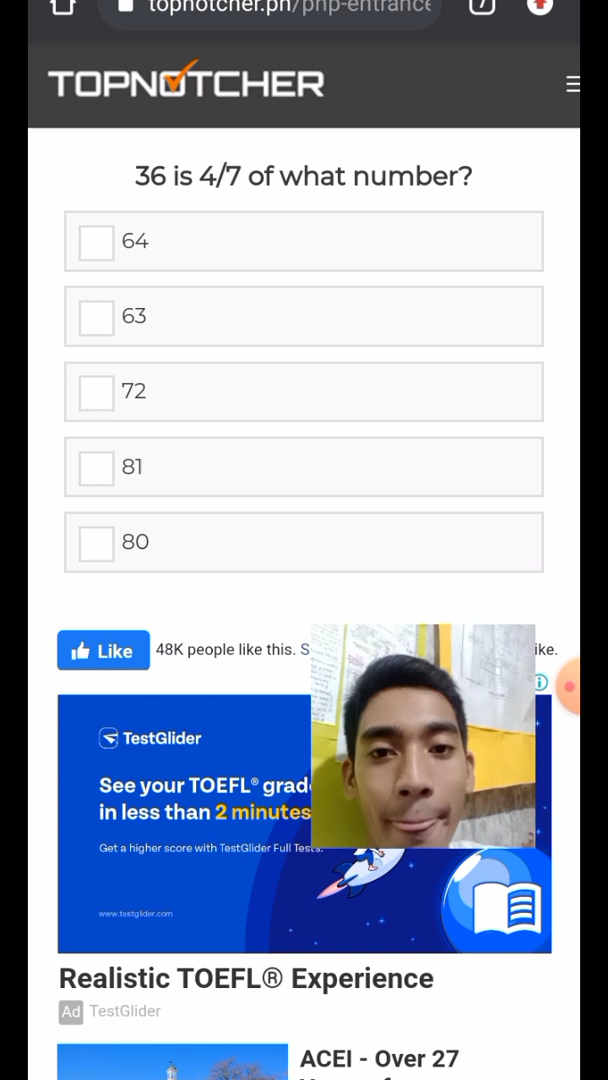 topnotcher.ph/pnp-entrance
7
TOPNOTCHER
36 is 4/7 of what number?
64
63
72
81
80
Like
48K people like this. S
ike.
TestGlider
See your TOEFL® grad
in less than 2 minutes
Get a higher score with TestGlider Full Tests.
www.testglider.com
Realistic TOEFL® Experience
Ad TestGlider
ACEI - Over 27